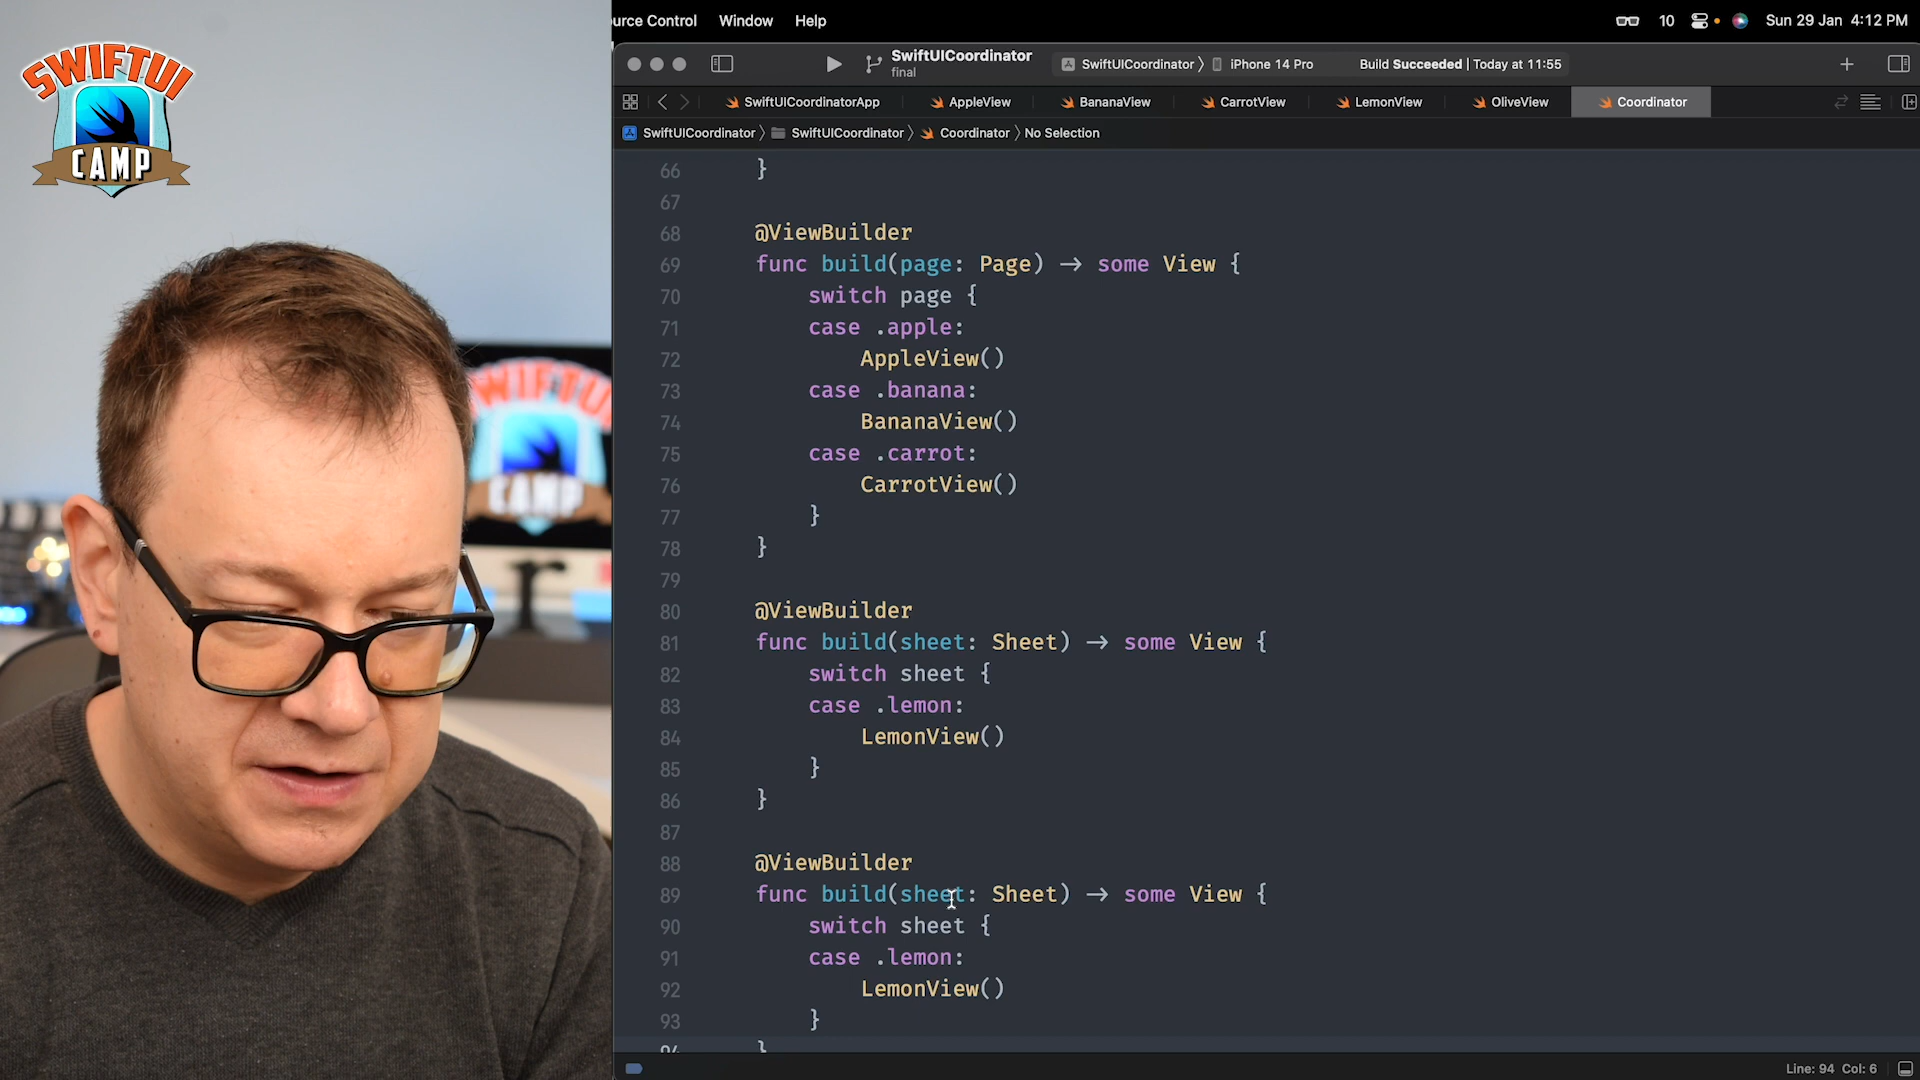 SWIFTUI
CAMP
SWIFTU
CAMP
urce Control Window Help
10 Sun 29 Jan 4:12 PM
SwiftUICoordinator
final
SwiftUICoordinator 〉 iPhone 14 Pro
Build Succeeded | Today at 11:55
SwiftUICoordinatorApp AppleView BananaView CarrotView LemonView OliveView Coordinator
SwiftUICoordinator 〉 SwiftUICoordinator 〉 Coordinator 〉 No Selection
66 }
67
68 @ViewBuilder
69 func build(page: Page) -> some View {
70 switch page {
71 case .apple:
72 AppleView()
73 case .banana:
74 BananaView()
75 case .carrot:
76 CarrotView()
77 }
78 }
79
80 @ViewBuilder
81 func build(sheet: Sheet) -> some View {
82 switch sheet {
83 case .lemon:
84 LemonView()
85 }
86 }
87
88 @ViewBuilder
89 func build(sheet: Sheet) -> some View {
90 switch sheet {
91 case .lemon:
92 LemonView()
93 }
94 }
Line: 94 Col: 6